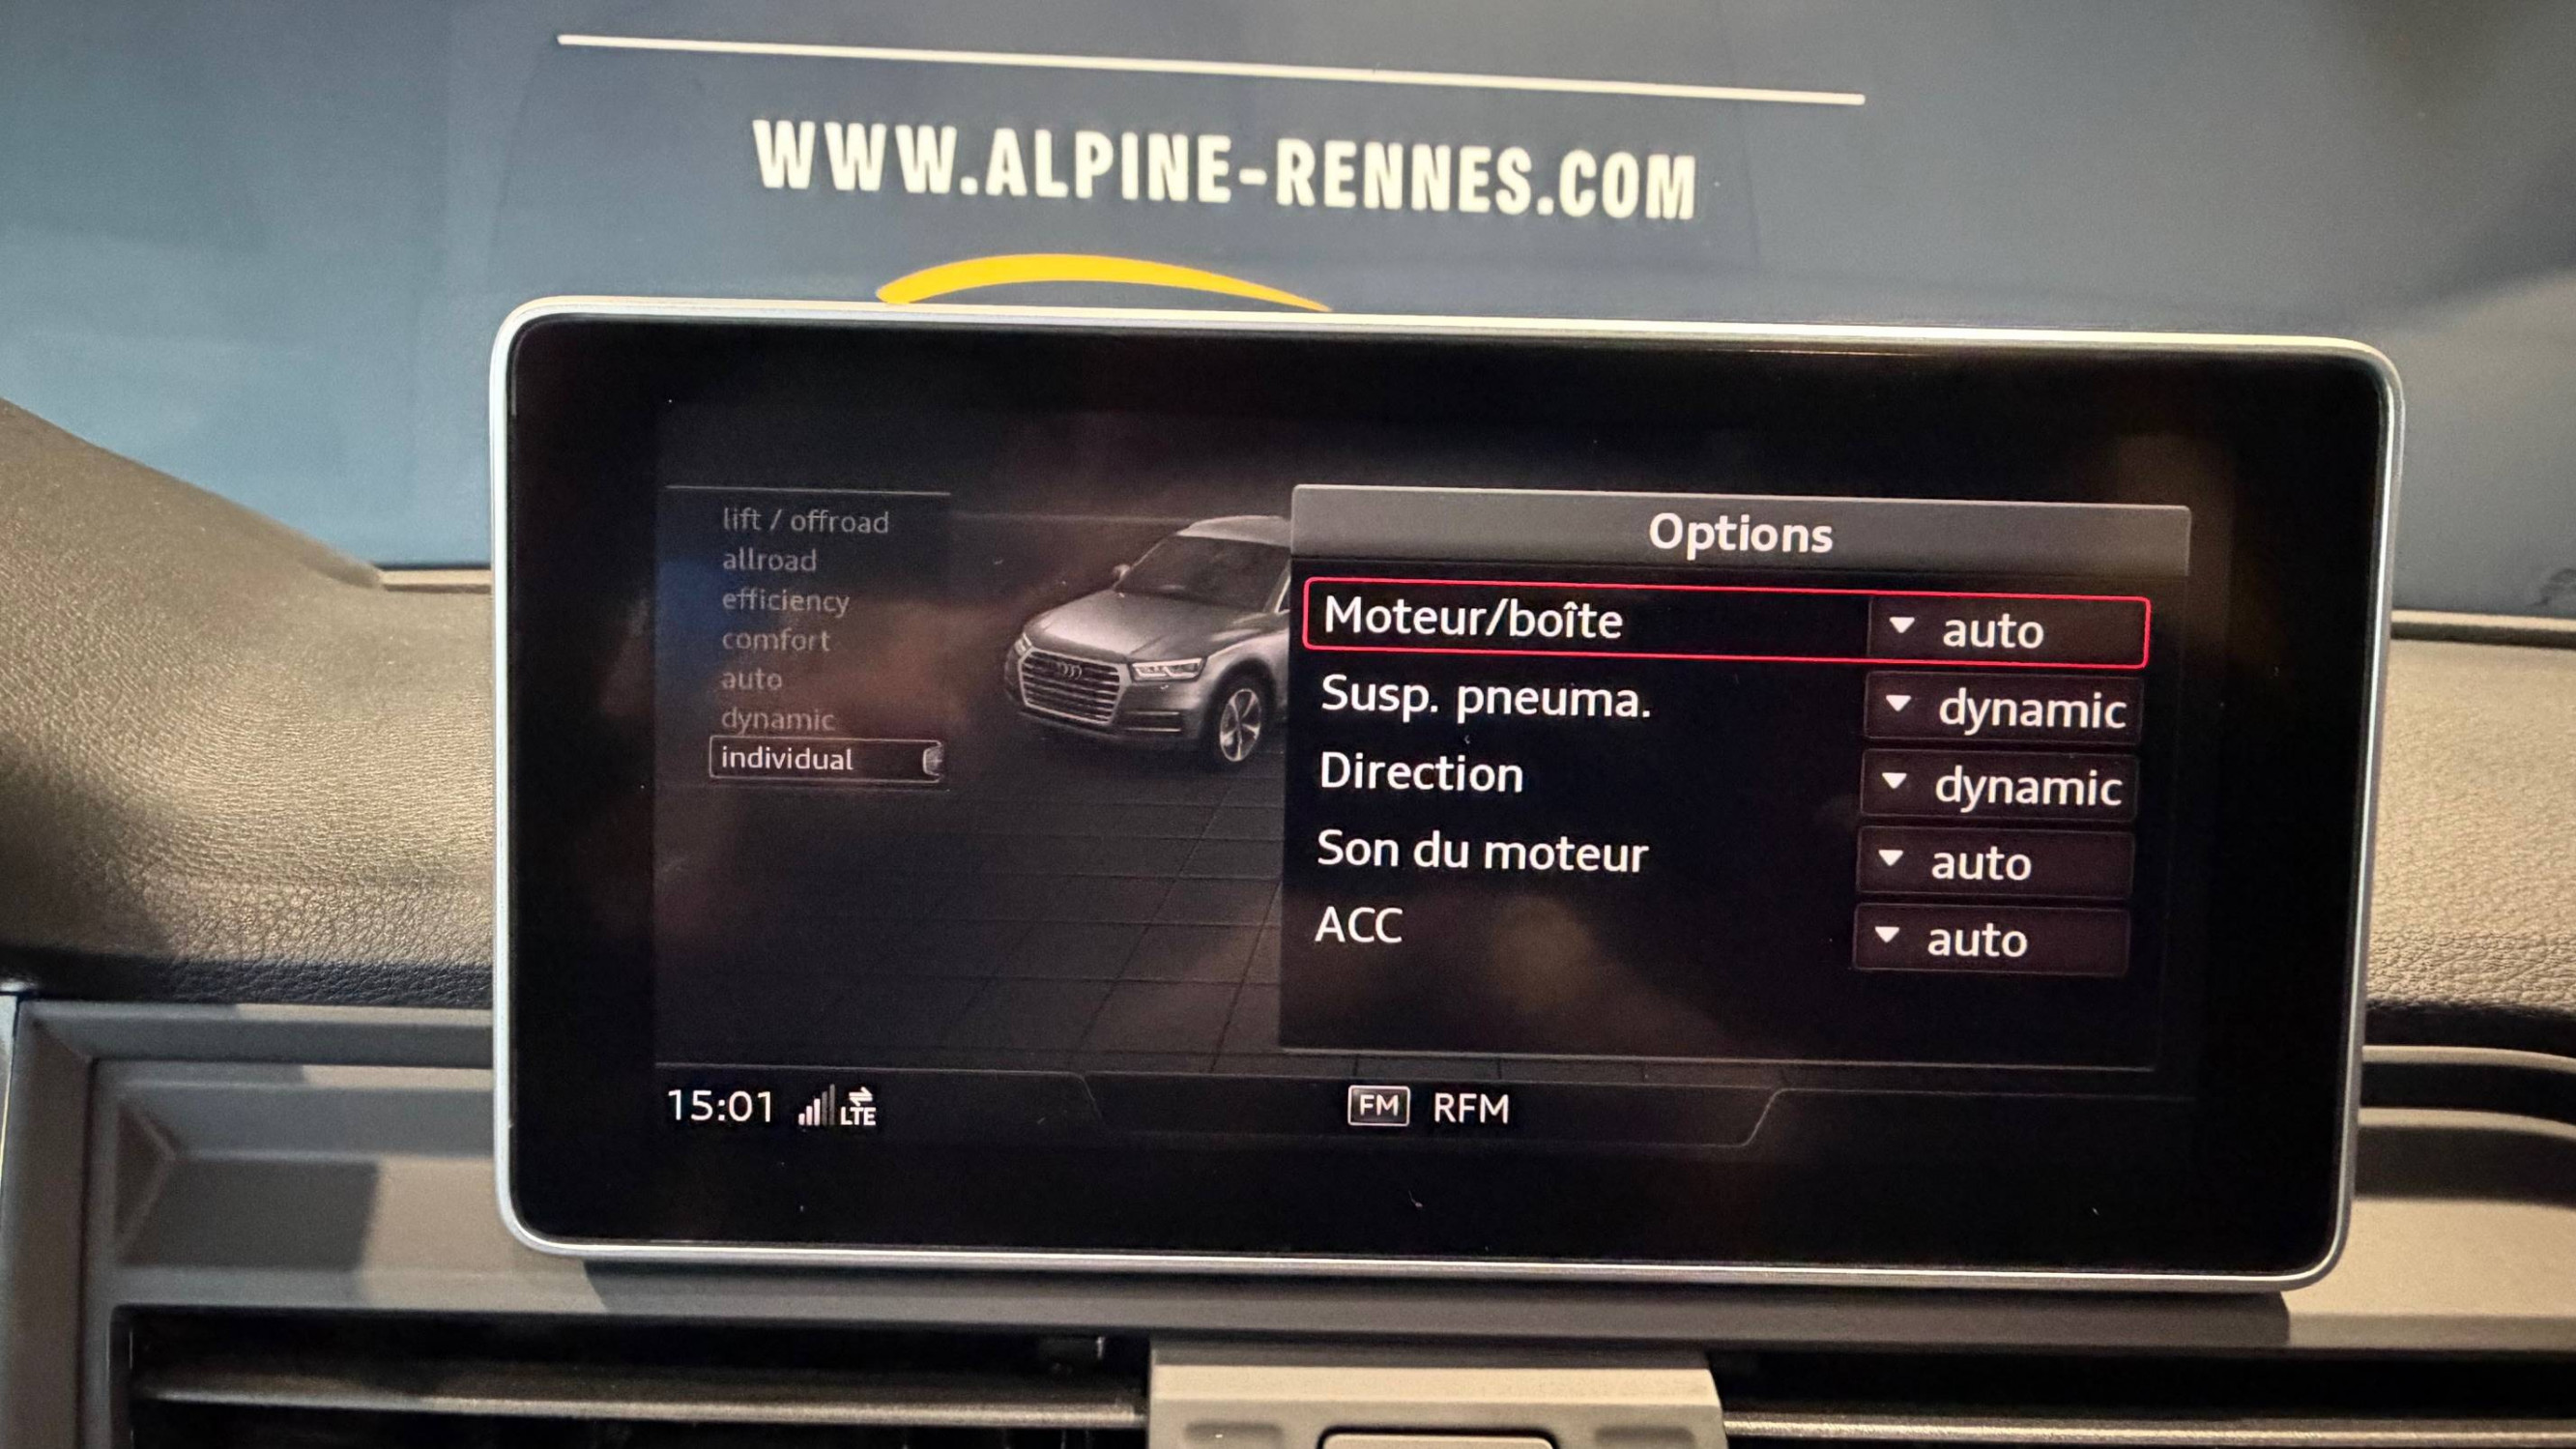 WWW.ALPINE-RENNES.COM
lift / offroad
allroad
efficiency
comfort
auto
dynamic
individual
Options
Moteur/boîte auto
Susp. pneuma. dynamic
Direction dynamic
Son du moteur auto
ACC auto
15:01 LTE
FM RFM